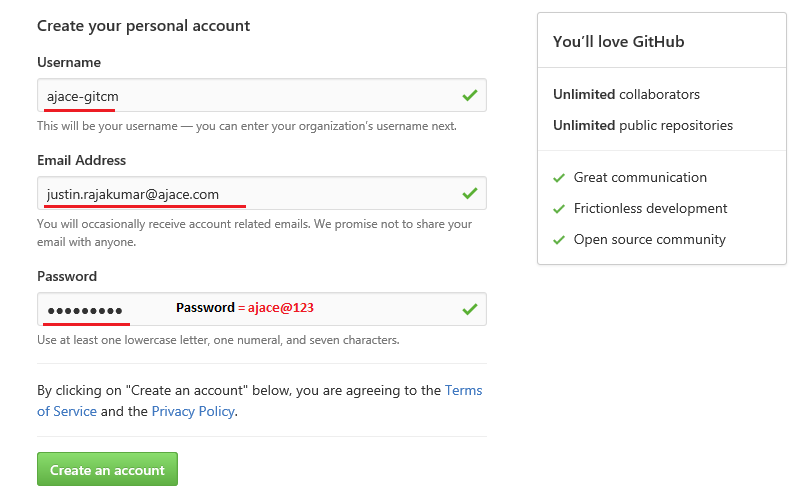 Create your personal account
Username
ajace-gitcm
This will be your username — you can enter your organization's username next.
Email Address
justin.rajakumar@ajace.com
You will occasionally receive account related emails. We promise not to share your
email with anyone.
Password
●●●●●●●●● Password = ajace@123
Use at least one lowercase letter, one numeral, and seven characters.
By clicking on "Create an account" below, you are agreeing to the Terms
of Service and the Privacy Policy.
Create an account
You'll love GitHub
Unlimited collaborators
Unlimited public repositories
Great communication
Frictionless development
Open source community